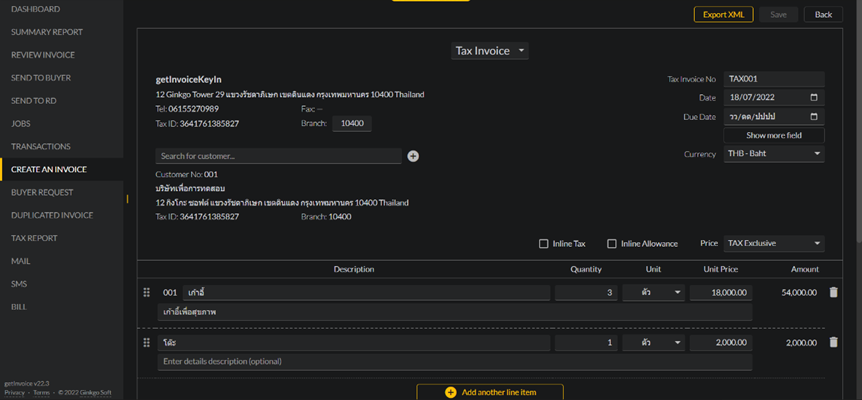 DASHBOARD
SUMMARY REPORT
REVIEW INVOICE
SEND TO BUYER
SEND TO RD
JOBS
TRANSACTIONS
CREATE AN INVOICE
BUYER REQUEST
DUPLICATED INVOICE
TAX REPORT
MAIL
SMS
BILL
getInvoice v22.3
Privacy - Terms - © 2022 Ginkgo Soft
Export XML Save Back
Tax Invoice
getInvoiceKeyIn
12 Ginkgo Tower 29 แขวงรัชดาภิเษก เขตดินแดง กรุงเทพมหานคร 10400 Thailand
Tel: 06155270989 Fax: --
Tax ID: 3641761385827 Branch: 10400
Tax Invoice No TAX001
Date 18/07/2022
Due Date วว/ดด/ปปปป
Show more field
Currency THB - Baht
Search for customer...
Customer No: 001
บริษัทเพื่อการทดสอบ
12 กิงโกะ ซอฟต์ แขวงรัชดาภิเษก เขตดินแดง กรุงเทพมหานคร 10400 Thailand
Tax ID: 3641761385827 Branch: 10400
Inline Tax Inline Allowance Price TAX Exclusive
Description Quantity Unit Unit Price Amount
001 เก้าอี้ 3 ตัว 18,000.00 54,000.00
เก้าอี้เพื่อสุขภาพ
โต๊ะ 1 ตัว 2,000.00 2,000.00
Enter details description (optional)
Add another line item